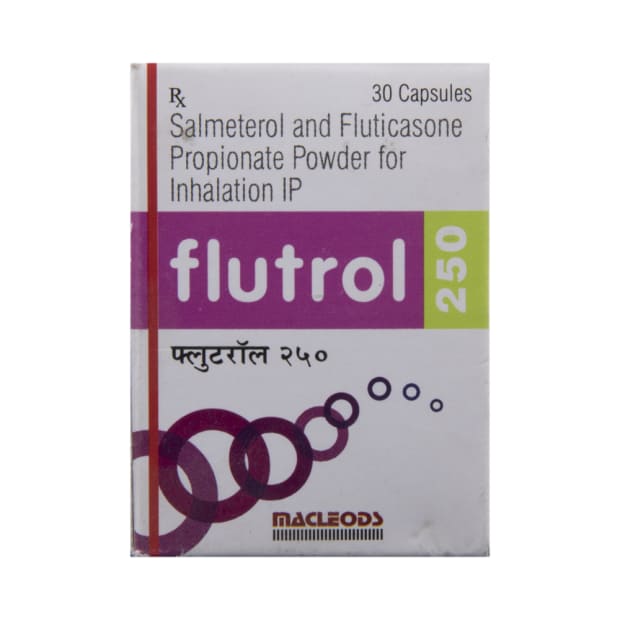 Rx
30 Capsules
Salmeterol and Fluticasone
Propionate Powder for
Inhalation IP
flutrol
250
फ्लुटरॉल २५०
MACLEODS